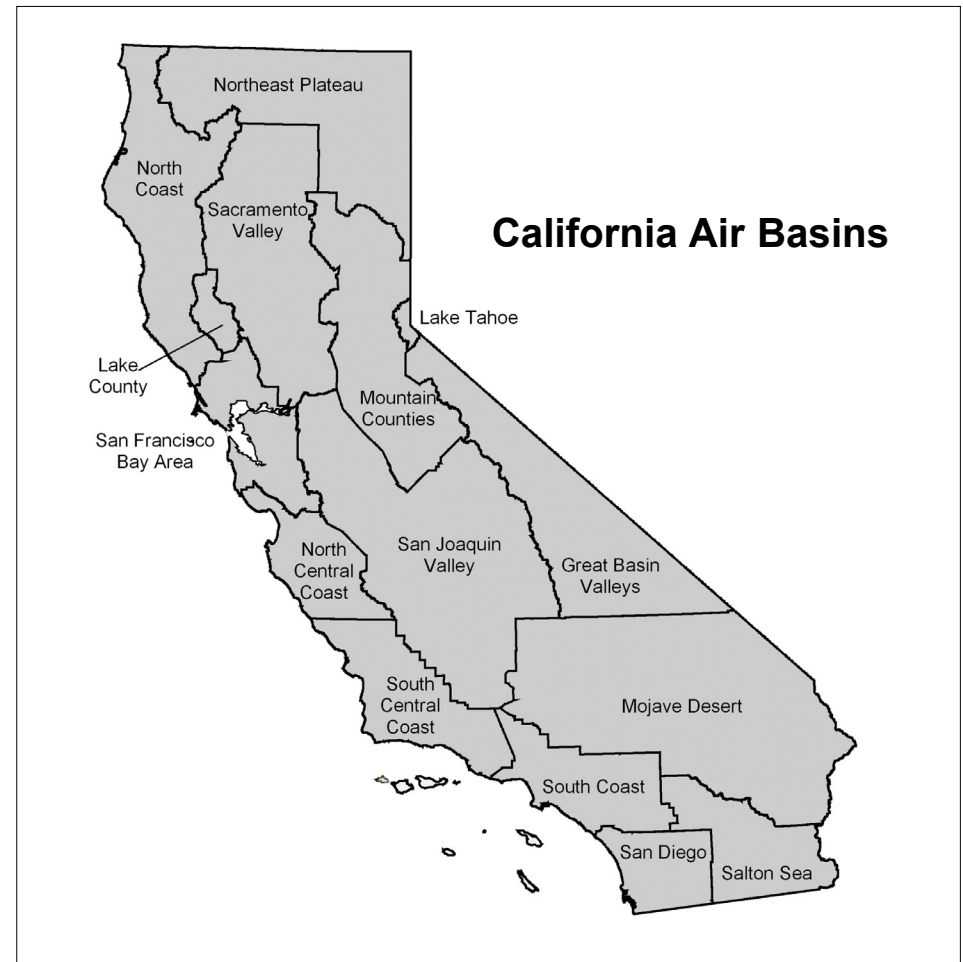 Northeast Plateau
North
Coast
Sacramento
Valley
California Air Basins
Lake Tahoe
Lake
County
Mountain
Counties
San Francisco
Bay Area
North
Central
Coast
San Joaquin
Valley
Great Basin
Valleys
South
Central
Coast
Mojave Desert
South Coast
San Diego
Salton Sea